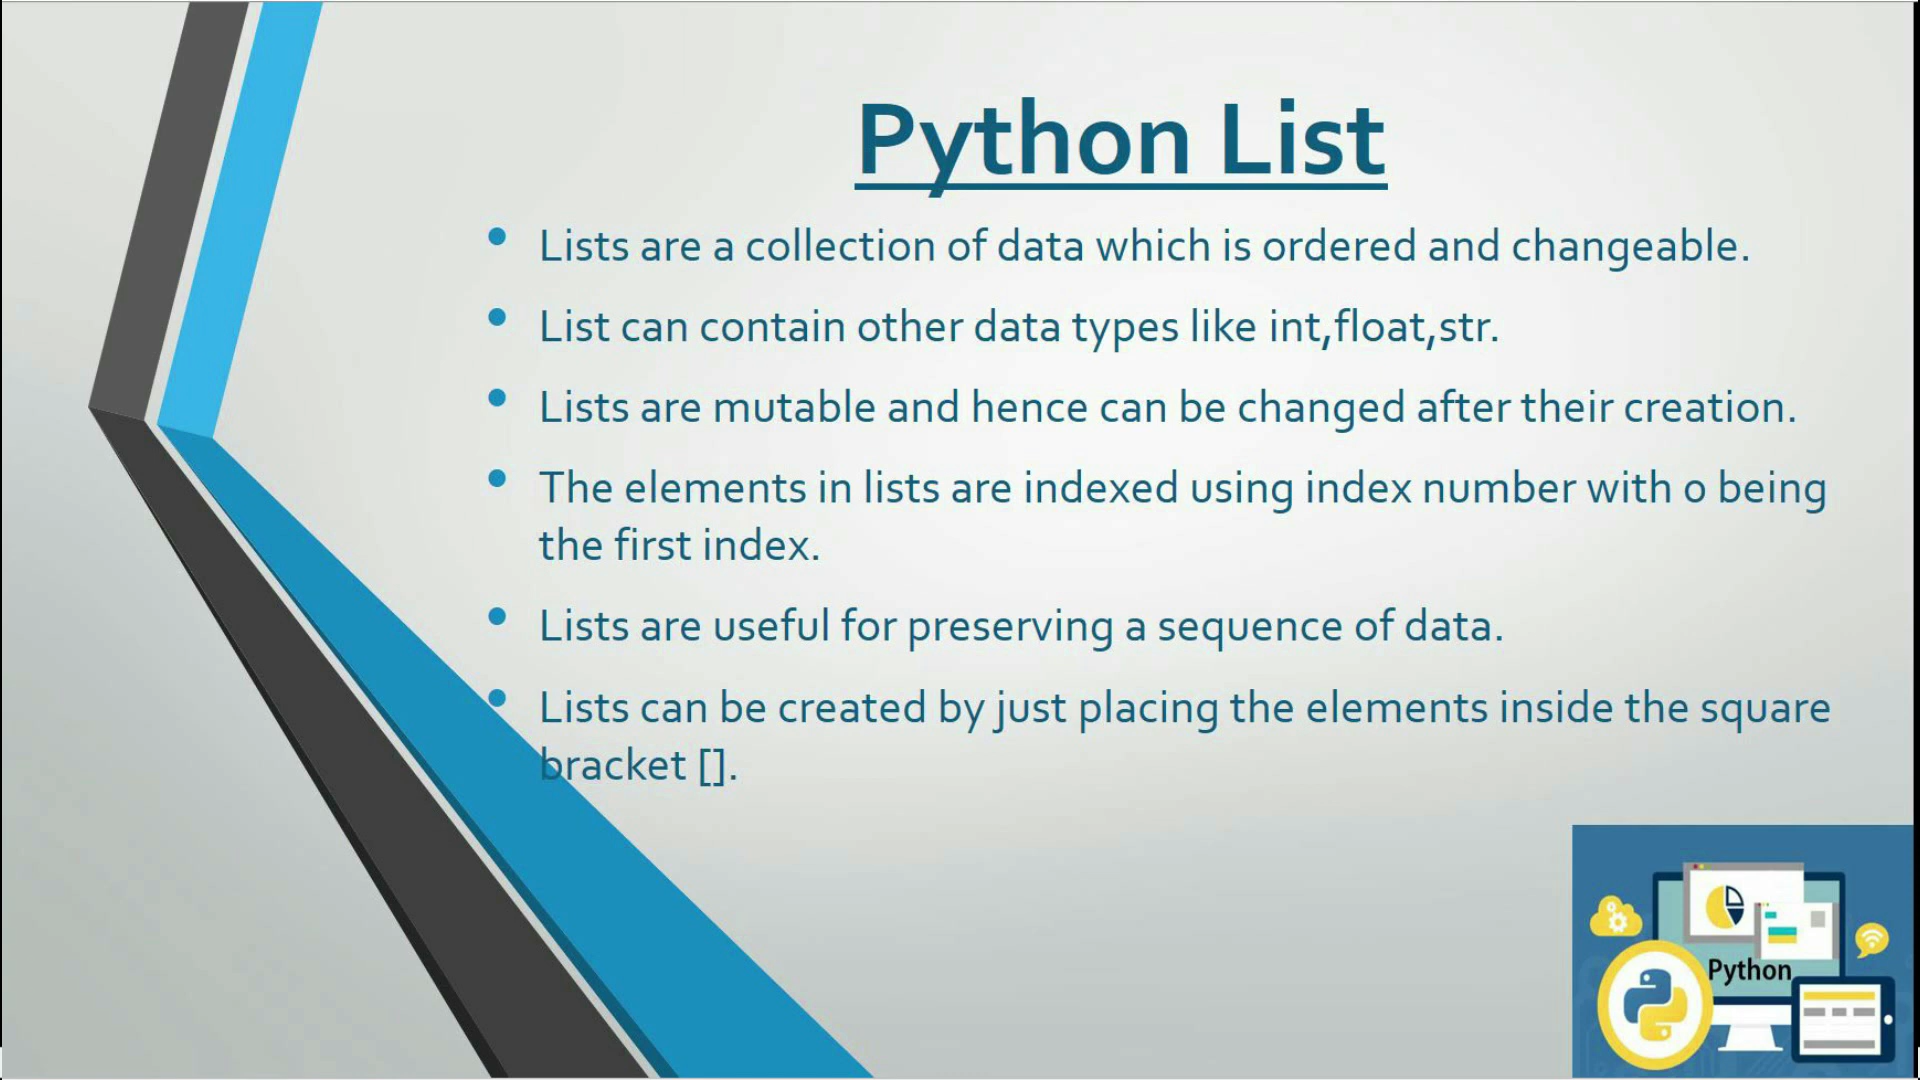 Python List
• Lists are a collection of data which is ordered and changeable.
• List can contain other data types like int,float,str.
• Lists are mutable and hence can be changed after their creation.
• The elements in lists are indexed using index number with 0 being
the first index.
• Lists are useful for preserving a sequence of data.
• Lists can be created by just placing the elements inside the square
bracket [].
Python